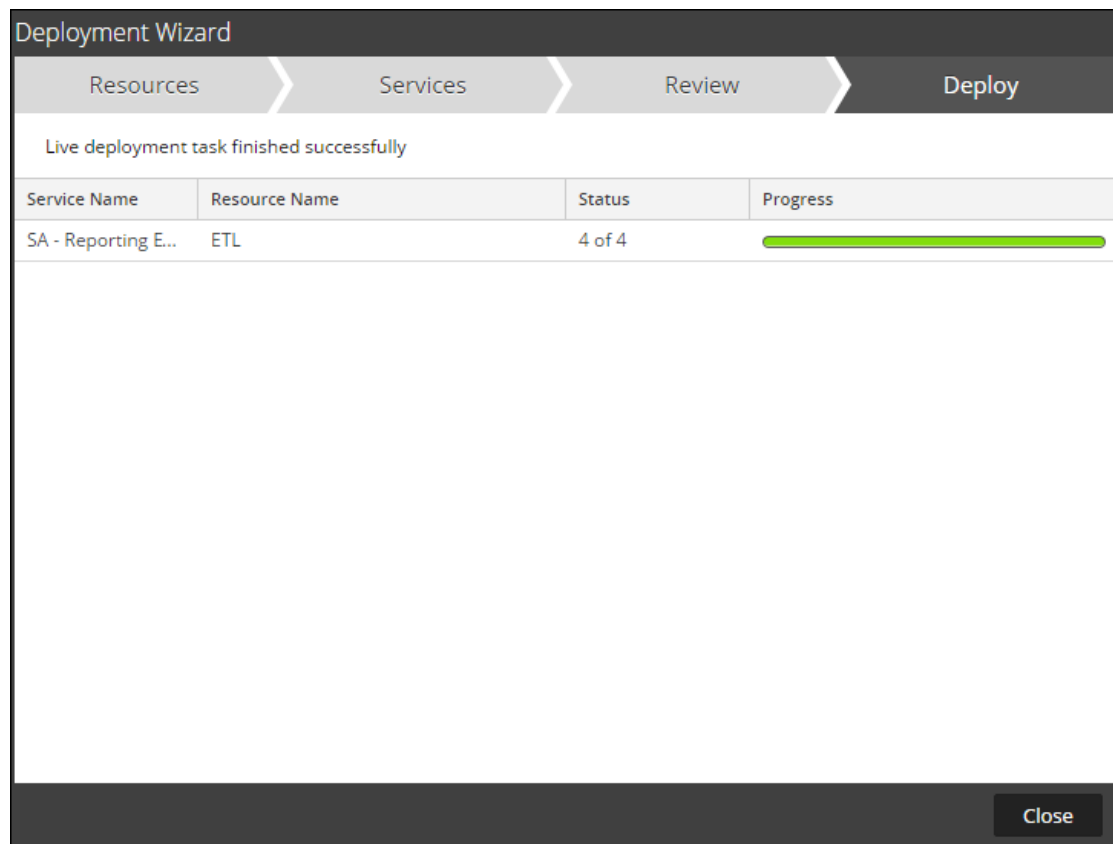 Deployment Wizard
Resources Services Review Deploy
Live deployment task finished successfully
Service Name Resource Name Status Progress
SA - Reporting E... ETL 4 of 4
Close